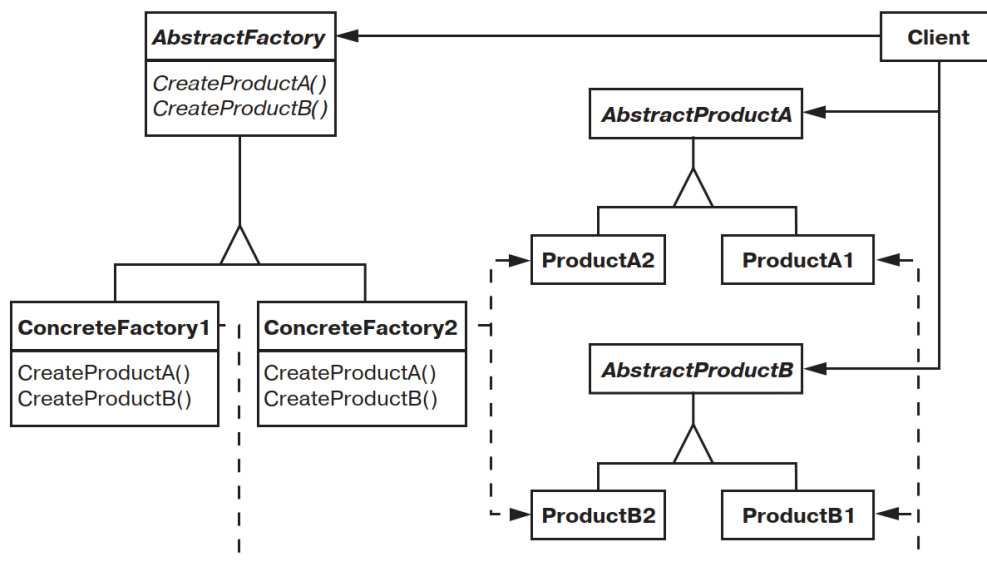 AbstractFactory
CreateProductA()
CreateProductB()
Client
AbstractProductA
ProductA2
ProductA1
ConcreteFactory1
CreateProductA()
CreateProductB()
ConcreteFactory2
CreateProductA()
CreateProductB()
AbstractProductB
ProductB2
ProductB1